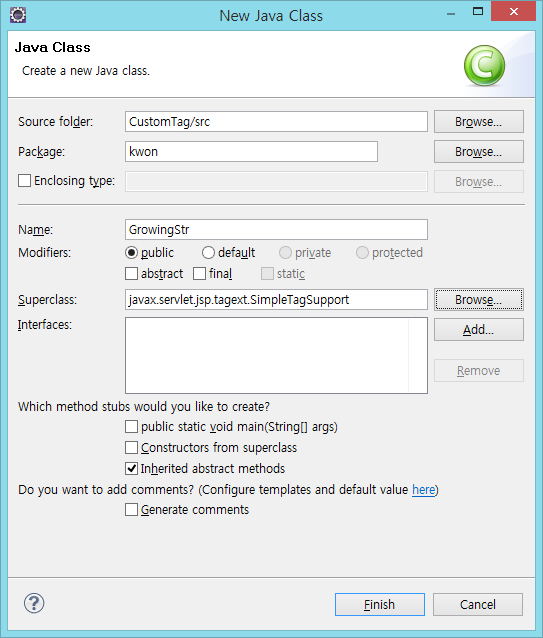 New Java Class
Java Class
Create a new Java class.
Source folder: CustomTag/src Browse...
Package: kwon Browse...
Enclosing type: Browse...
Name: GrowingStr
Modifiers: public default private protected
abstract final static
Superclass: javax.servlet.jsp.tagext.SimpleTagSupport Browse...
Interfaces: Add...
Remove
Which method stubs would you like to create?
public static void main(String[] args)
Constructors from superclass
Inherited abstract methods
Do you want to add comments? (Configure templates and default value here)
Generate comments
? Finish Cancel